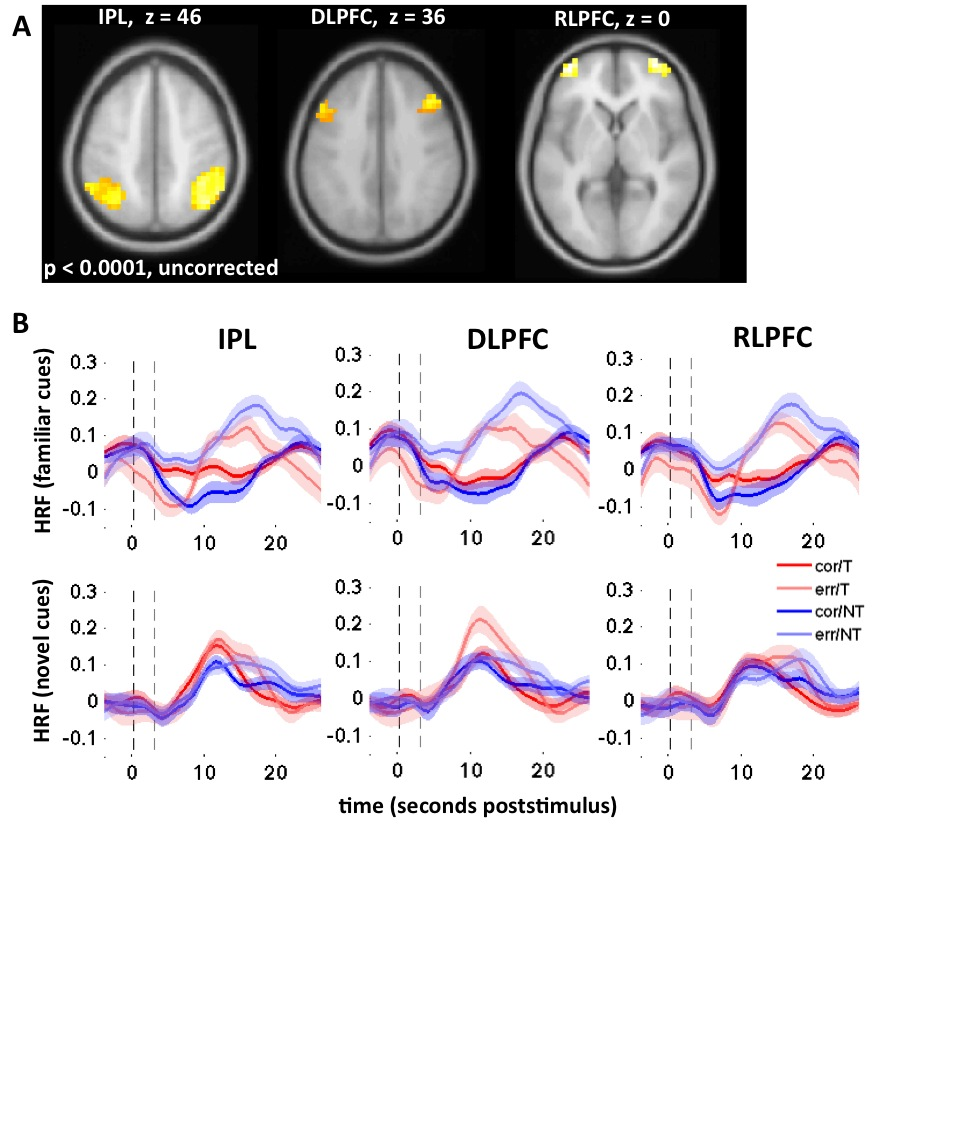 A
IPL, z = 46
DLPFC, z = 36
RLPFC, z = 0
p < 0.0001, uncorrected
B
IPL
DLPFC
RLPFC
HRF (familiar cues)
0.3
0.2
0.1
0
-0.1
0 10 20
0.3
0.2
0.1
0
-0.1
0 10 20
0.3
0.2
0.1
0
-0.1
0 10 20
cor/T
err/T
cor/NT
err/NT
HRF (novel cues)
0.3
0.2
0.1
0
-0.1
0 10 20
0.3
0.2
0.1
0
-0.1
0 10 20
0.3
0.2
0.1
0
-0.1
0 10 20
time (seconds poststimulus)